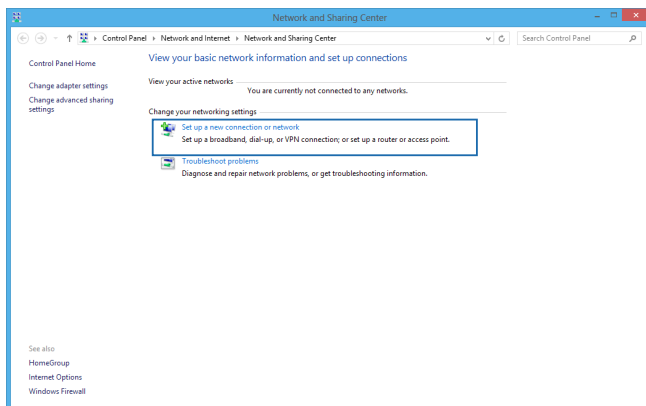 Network and Sharing Center
Control Panel ▸ Network and Internet ▸ Network and Sharing Center
Search Control Panel
Control Panel Home
Change adapter settings
Change advanced sharing
settings
View your basic network information and set up connections
View your active networks
You are currently not connected to any networks.
Change your networking settings
Set up a new connection or network
Set up a broadband, dial-up, or VPN connection; or set up a router or access point.
Troubleshoot problems
Diagnose and repair network problems, or get troubleshooting information.
See also
HomeGroup
Internet Options
Windows Firewall